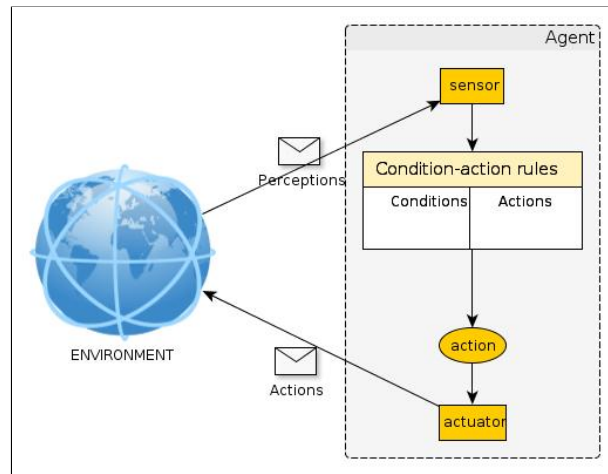 Agent
sensor
Perceptions
Condition-action rules
Conditions
Actions
ENVIRONMENT
action
Actions
actuator